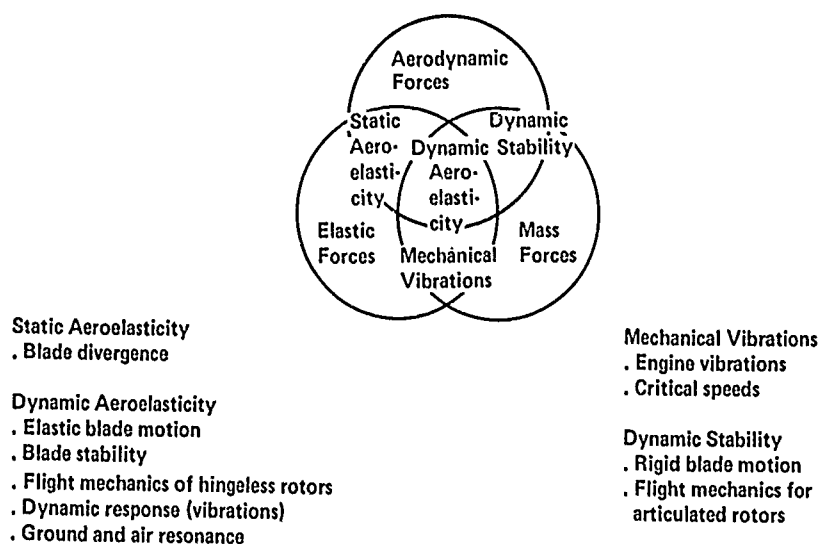 Aerodynamic
Forces
Static
Aero-
elasti-
city
Dynamic
Aero-
elasti-
city
Dynamic
Stability
Elastic
Forces
Mass
Forces
Mechanical
Vibrations
Static Aeroelasticity
. Blade divergence
Dynamic Aeroelasticity
. Elastic blade motion
. Blade stability
. Flight mechanics of hingeless rotors
. Dynamic response (vibrations)
. Ground and air resonance
Mechanical Vibrations
. Engine vibrations
. Critical speeds
Dynamic Stability
. Rigid blade motion
. Flight mechanics for
articulated rotors